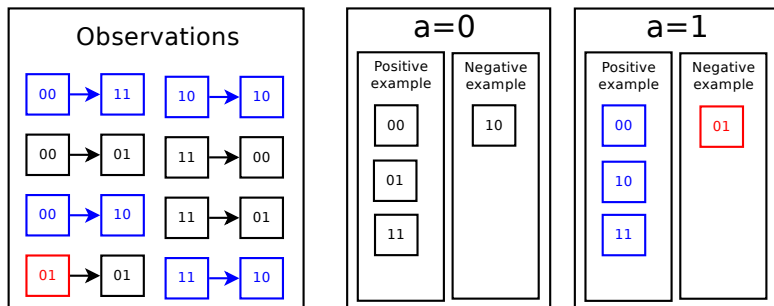 Observations
00 11 10 10
00 01 11 00
00 10 11 01
01 01 11 10
a=0
Positive
example
Negative
example
00 10
01
11
a=1
Positive
example
Negative
example
00 01
10
11